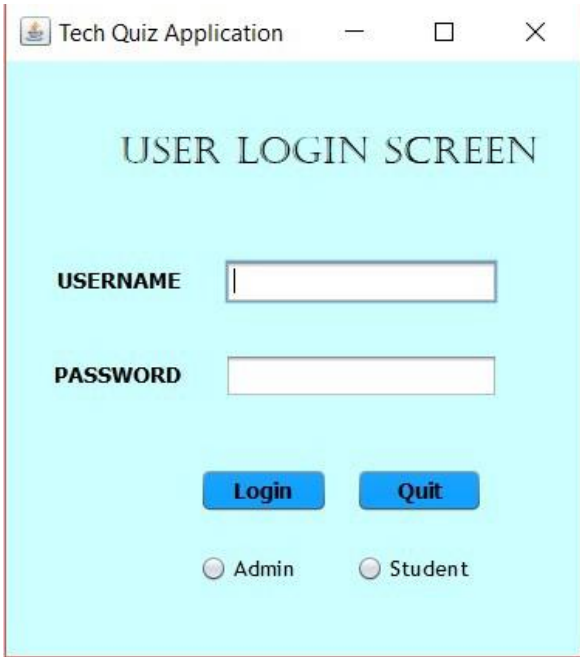 Tech Quiz Application
USER LOGIN SCREEN
USERNAME
PASSWORD
Login Quit
Admin Student